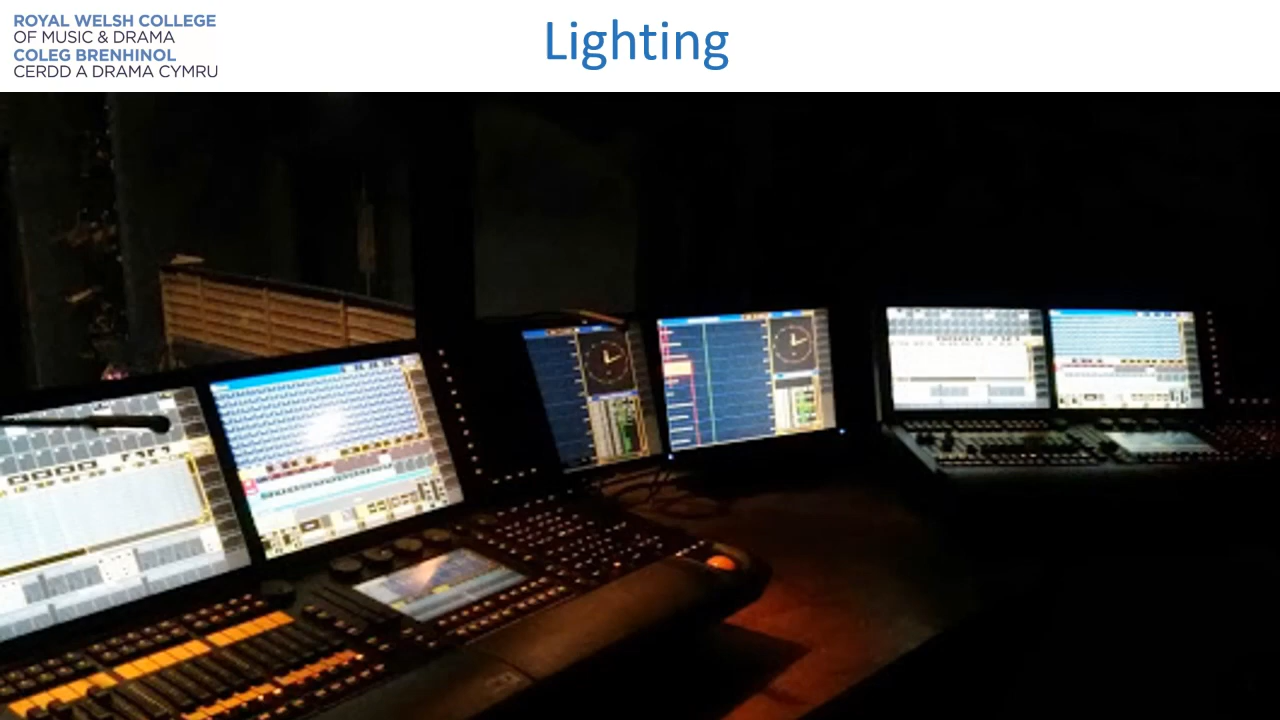 ROYAL WELSH COLLEGE
OF MUSIC & DRAMA
COLEG BRENHINOL
CERDD A DRAMA CYMRU
Lighting